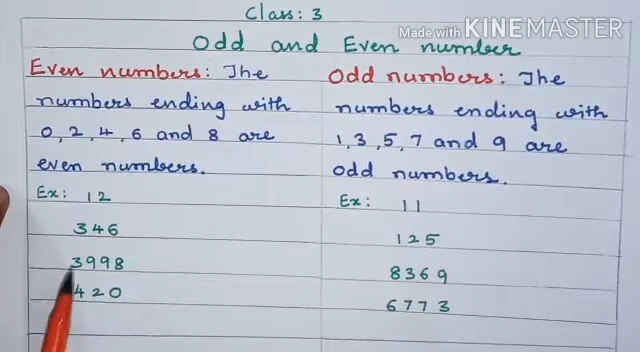 Class: 3
Made with KINEMASTER
Odd and Even number
Even numbers: The
numbers ending with
0, 2, 4, 6 and 8 are
even numbers.
Ex: 12
346
3998
420
Odd numbers: The
numbers ending with
1, 3, 5, 7 and 9 are
odd numbers.
Ex: 11
125
8369
6773